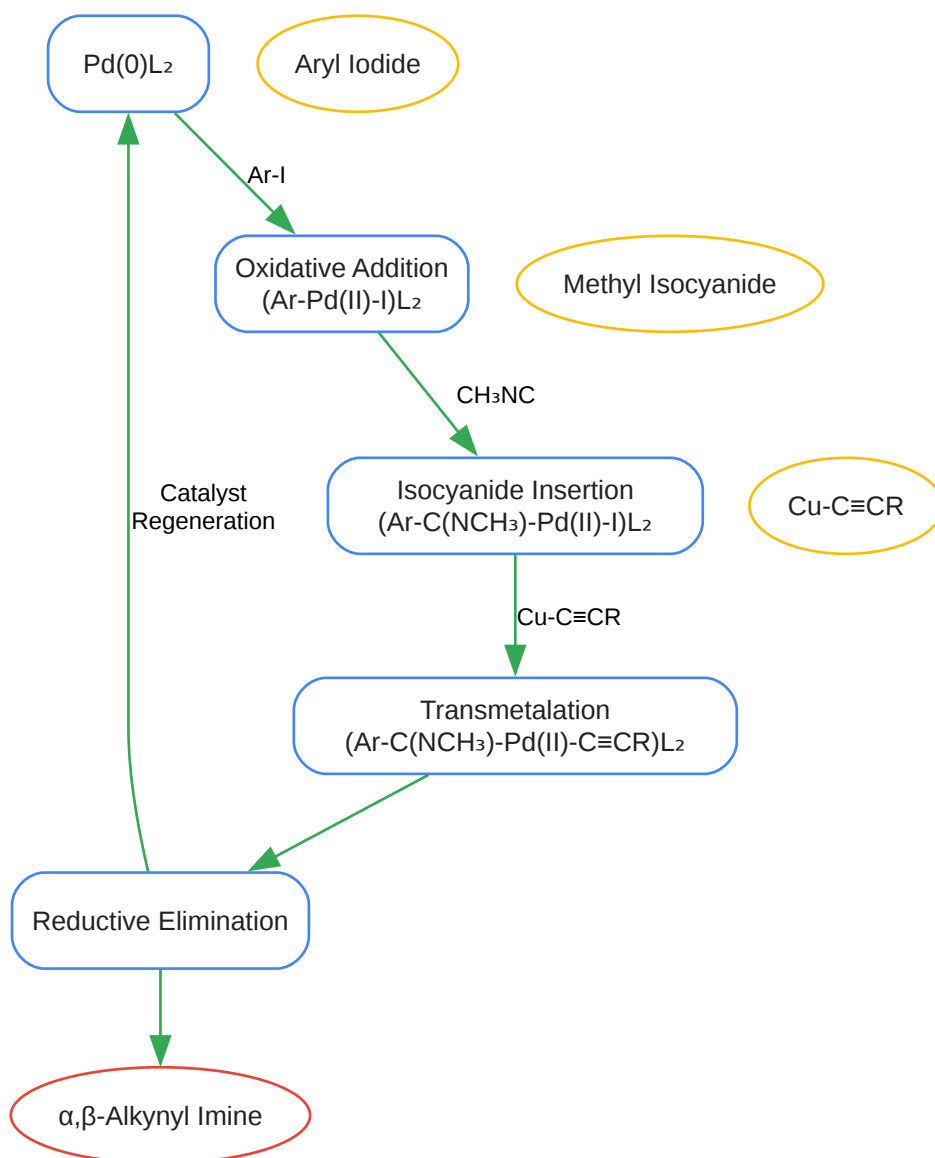 Pd(0)L₂
Aryl Iodide
Ar-I
Oxidative Addition
(Ar-Pd(II)-I)L₂
Methyl Isocyanide
CH₃NC
Isocyanide Insertion
(Ar-C(NCH₃)-Pd(II)-I)L₂
Cu-C≡CR
Catalyst
Regeneration
Cu-C≡CR
Transmetalation
(Ar-C(NCH₃)-Pd(II)-C≡CR)L₂
Reductive Elimination
α,β-Alkynyl Imine